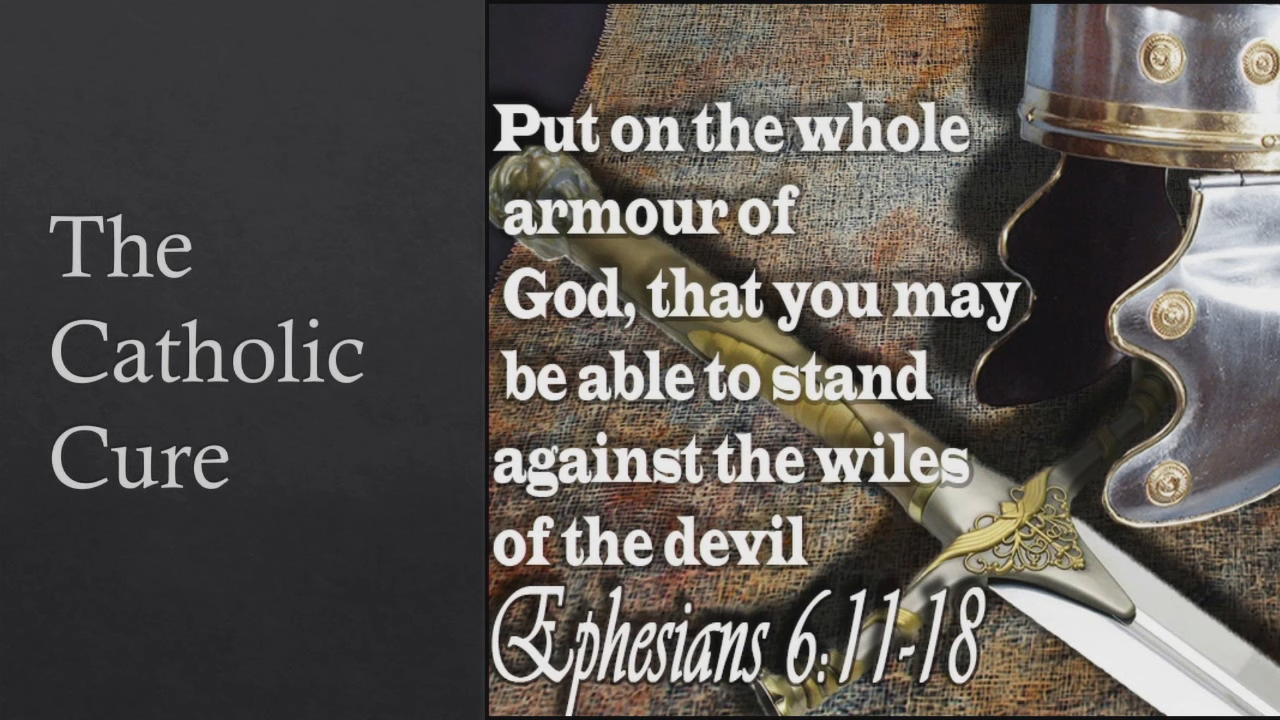 The
Catholic
Cure
Put on the whole
armour of
God, that you may
be able to stand
against the wiles
of the devil
Ephesians 6:11-18